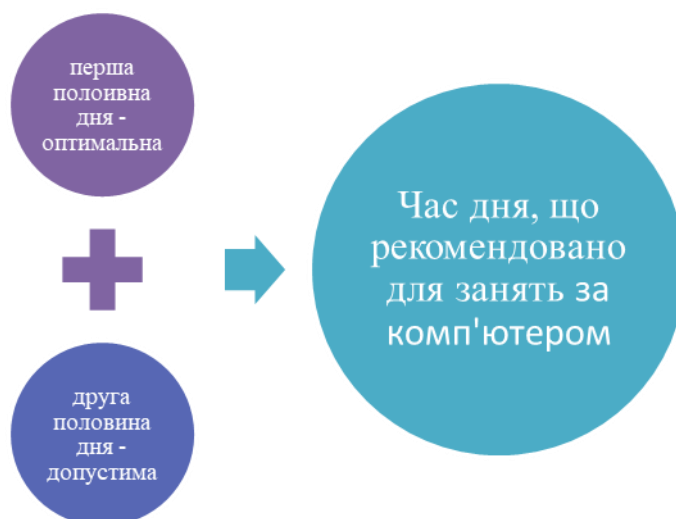 перша
полоивна
дня -
оптимальна
друга
половина
дня -
допустима
Час дня, що
рекомендовано
для занять за
комп'ютером